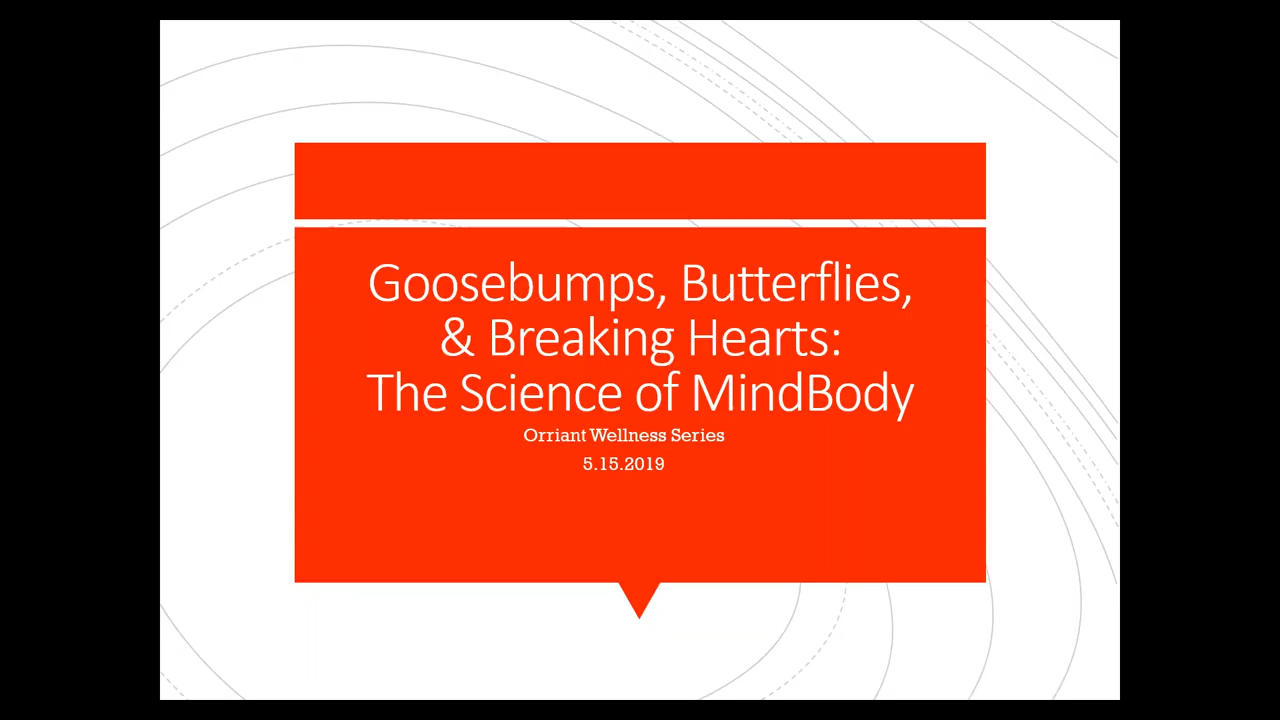 Goosebumps, Butterflies,
& Breaking Hearts:
The Science of MindBody
Orriant Wellness Series
5.15.2019